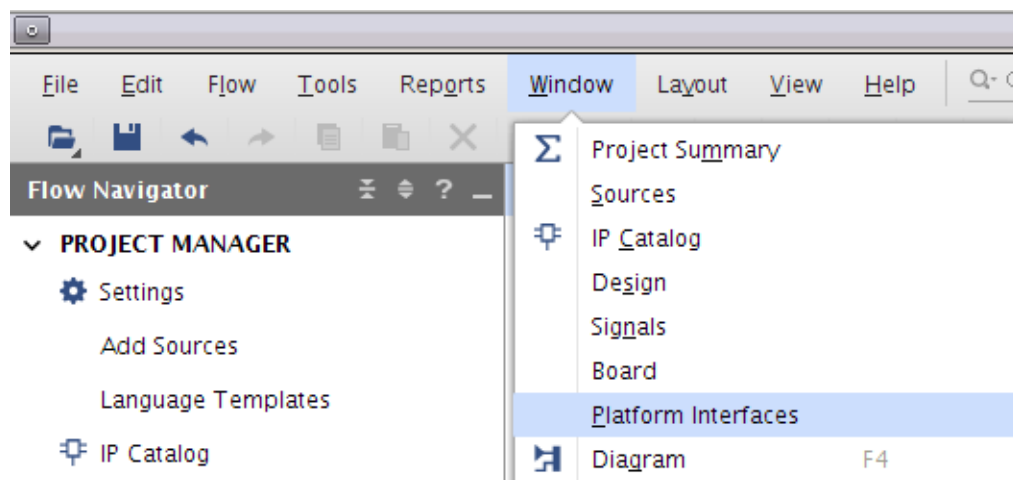 File Edit Flow Tools Reports Window Layout View Help
Flow Navigator ?
PROJECT MANAGER
Settings
Add Sources
Language Templates
IP Catalog
Project Summary
Sources
IP Catalog
Design
Signals
Board
Platform Interfaces
Diagram F4